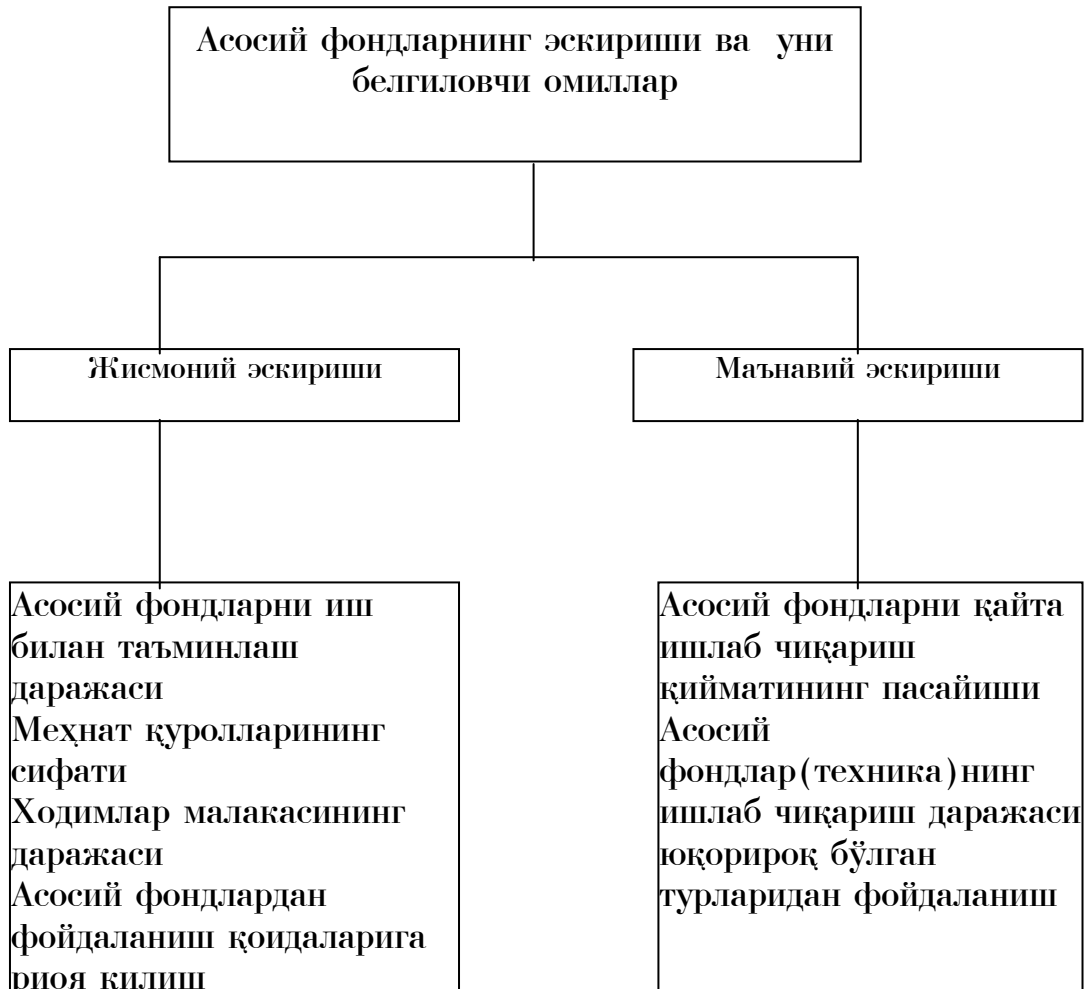 Асосий фондларнинг эскириши ва уни
белгиловчи омиллар
Жисмоний эскириши
Маънавий эскириши
Асосий фондларни иш
билан таъминлаш
даражаси
Меҳнат қуролларининг
сифати
Ходимлар малакасининг
даражаси
Асосий фондлардан
фойдаланиш қоидаларига
риоя қилиш
Асосий фондларни қайта
ишлаб чиқариш
қийматининг пасайиши
Асосий
фондлар(техника)нинг
ишлаб чиқариш даражаси
юқорироқ бўлган
турларидан фойдаланиш